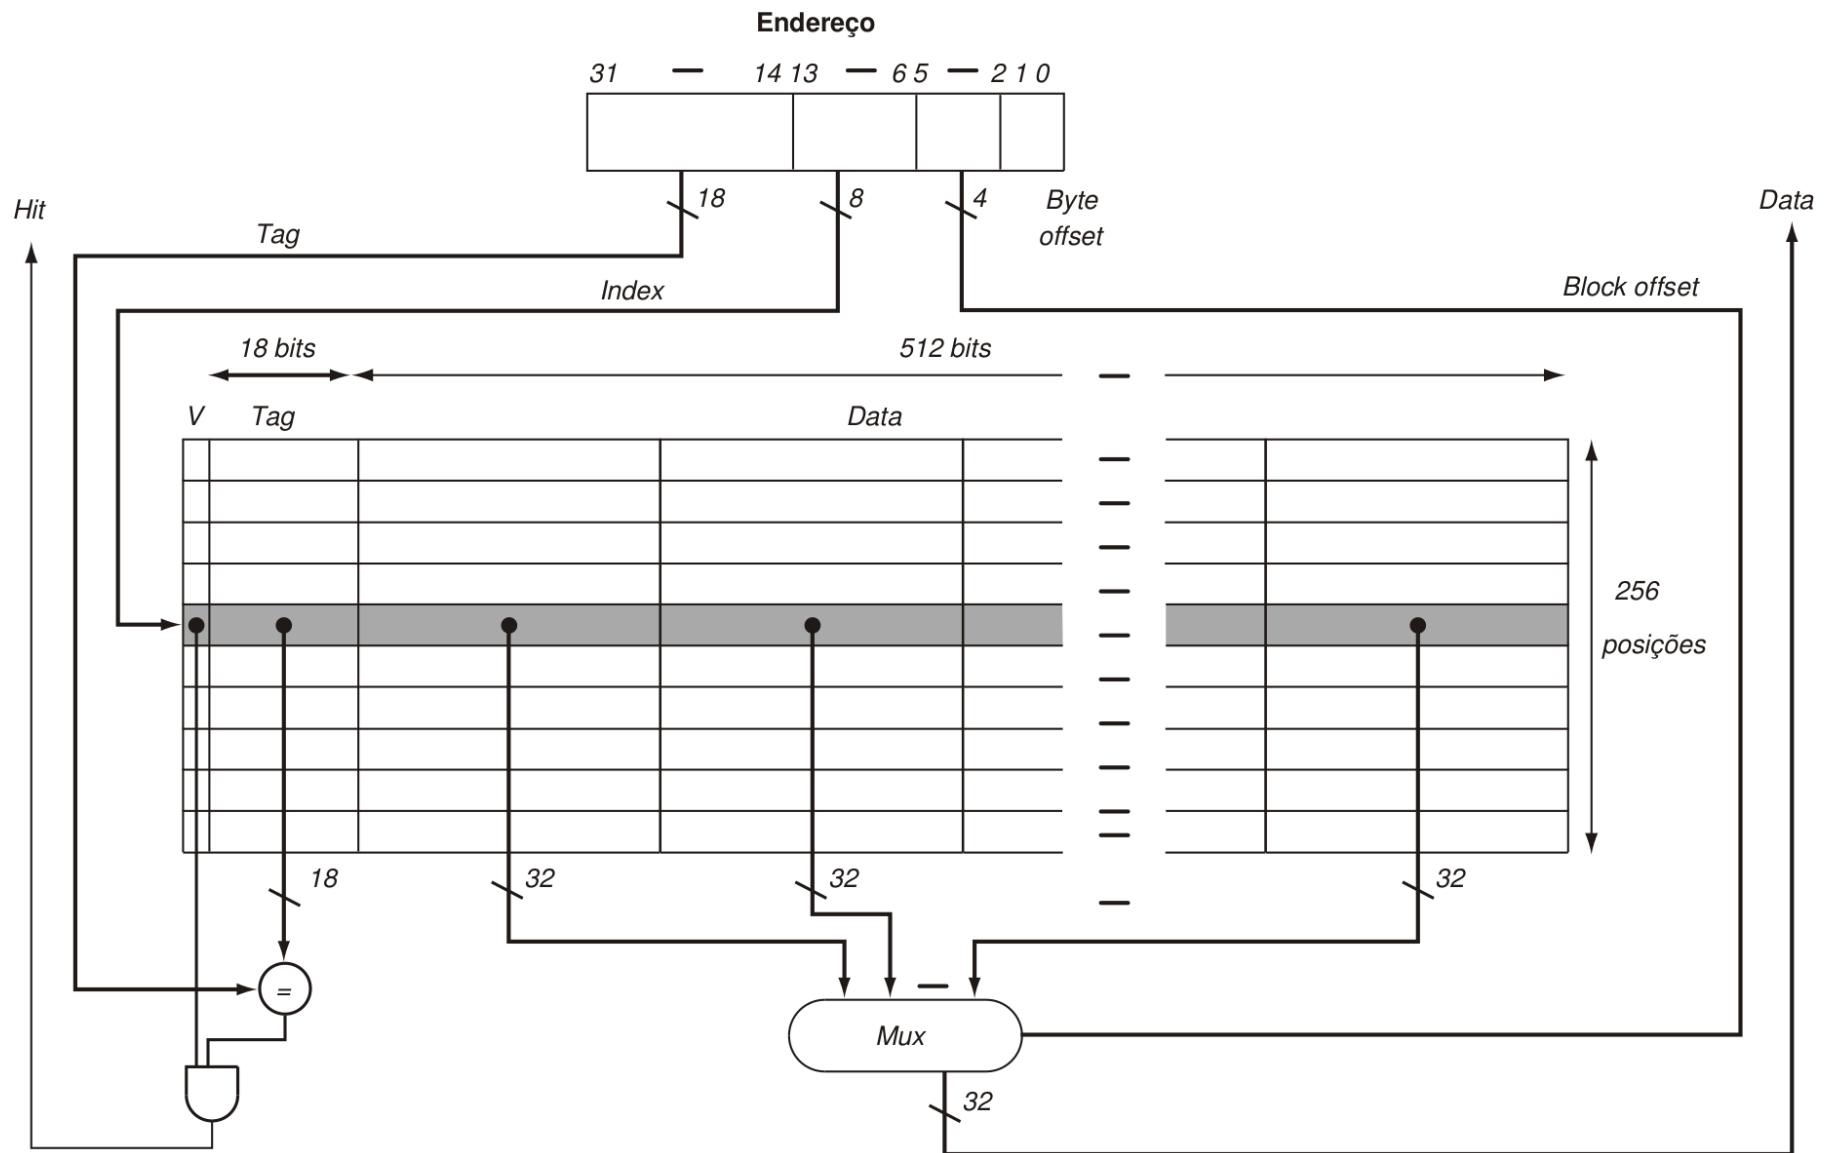 Endereço
31 — 14 13 — 6 5 — 2 1 0
18
8
4
Byte
offset
Hit
Data
Tag
Index
Block offset
18 bits
512 bits
V
Tag
Data
256
posições
18
32
32
32
=
Mux
32